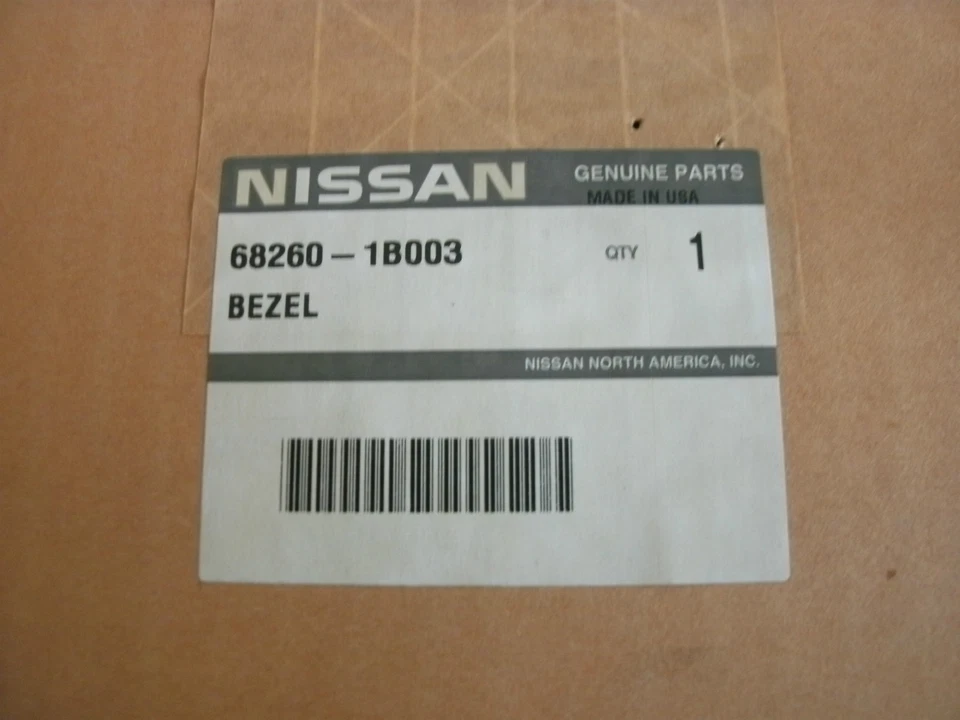 NISSAN GENUINE PARTS
MADE IN USA
68260-1B003 QTY 1
BEZEL
NISSAN NORTH AMERICA, INC.